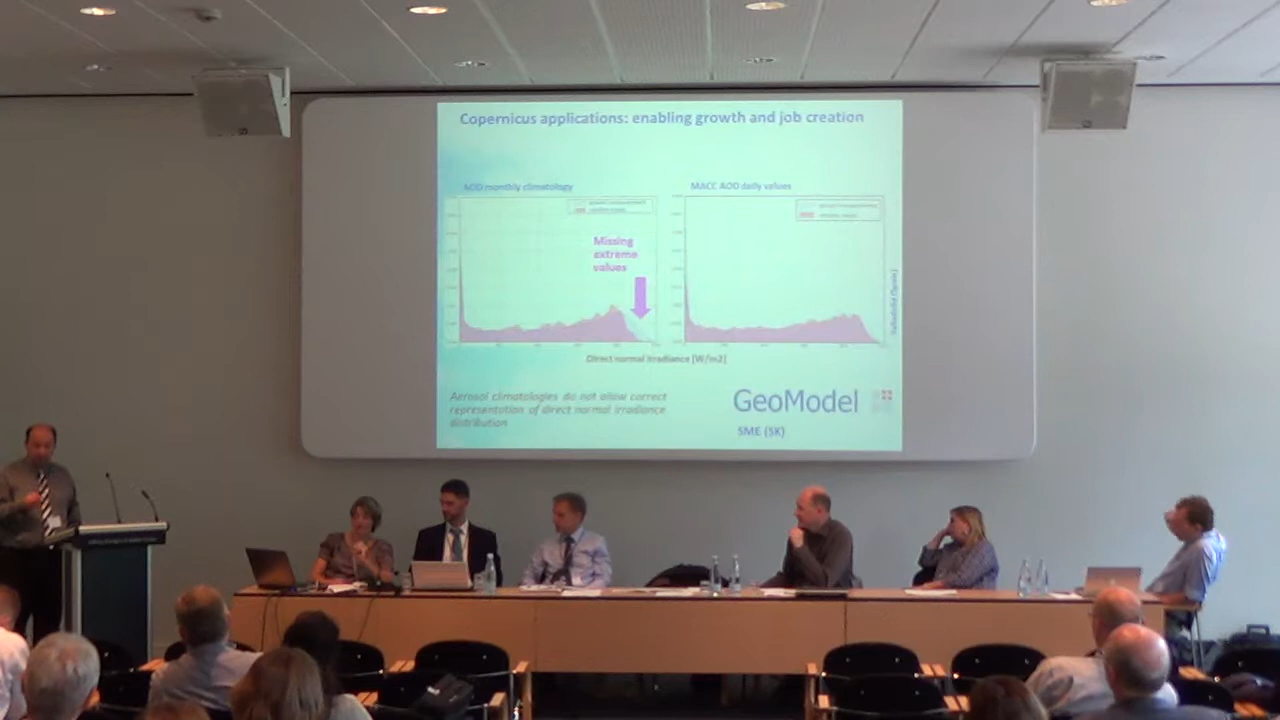 Copernicus applications: enabling growth and job creation
AOD monthly climatology
MACC AOD daily values
Missing
extreme
values
Direct normal irradiance [W/m2]
Aerosol climatologies do not allow correct
representation of direct normal irradiance
distribution
GeoModel
SME (SK)